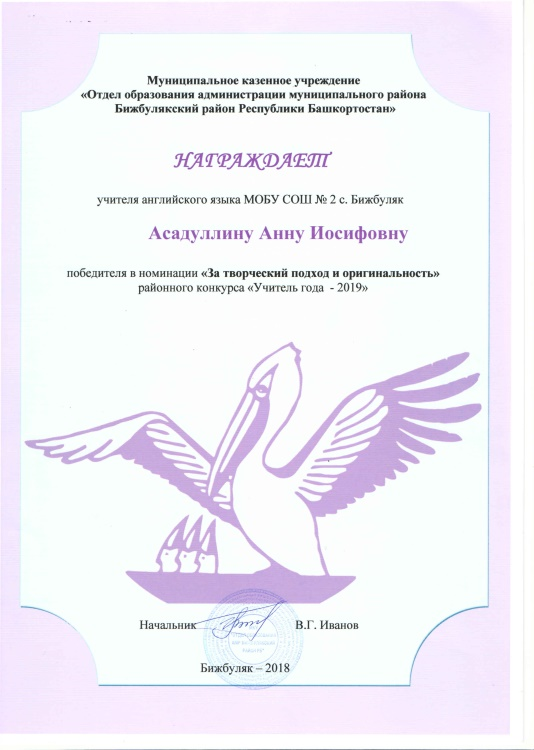 Муниципальное казенное учреждение
«Отдел образования администрации муниципального района
Бижбулякский район Республики Башкортостан»
НАГРАЖДАЕТ
учителя английского языка МОБУ СОШ № 2 с. Бижбуляк
Асадуллину Анну Иосифовну
победителя в номинации «За творческий подход и оригинальность»
районного конкурса «Учитель года - 2019»
Начальник В.Г. Иванов
Бижбуляк – 2018